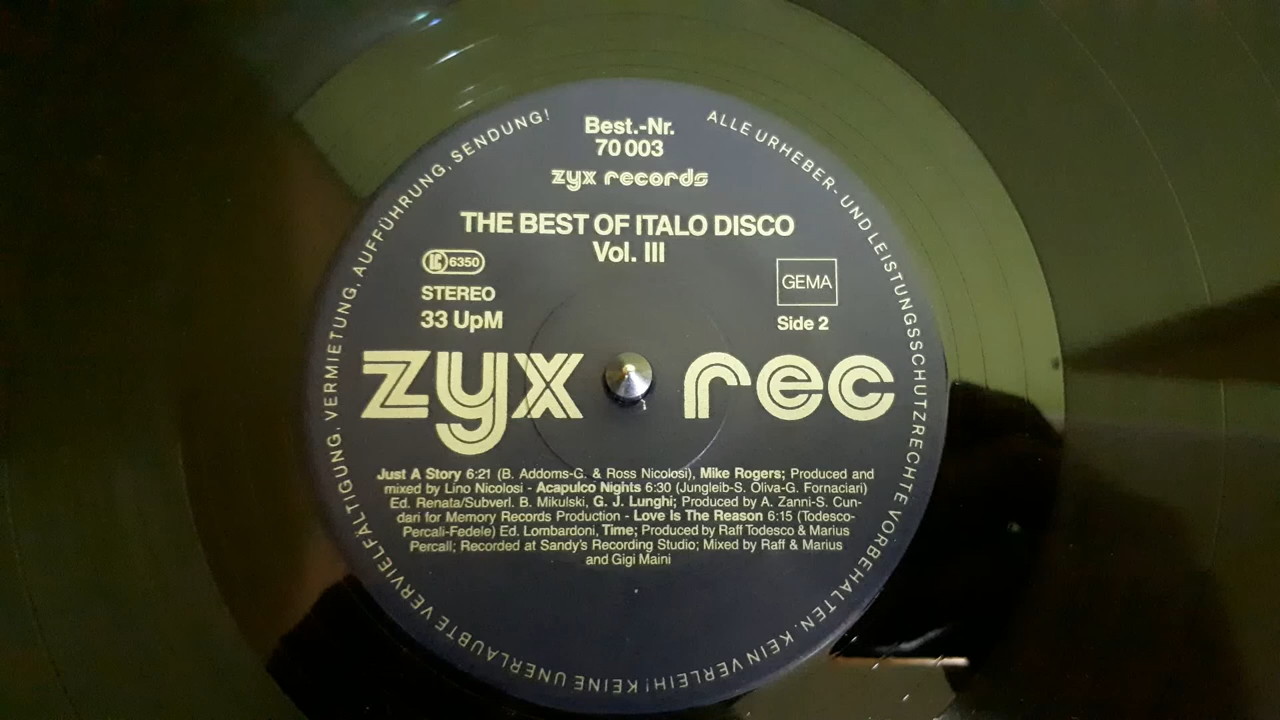 Best.-Nr.
70 003
zyx records
THE BEST OF ITALO DISCO
Vol. III
LC 6350
STEREO
33 UpM
GEMA
Side 2
zyx rec
Just A Story 6:21 (B. Addoms-G. & Ross Nicolosi), Mike Rogers; Produced and
mixed by Lino Nicolosi - Acapulco Nights 6:30 (Jungleib-S. Oliva-G. Fornaciari)
Ed. Renata/Subverl. B. Mikulski, G. J. Lunghi; Produced by A. Zanni-S. Cun-
dari for Memory Records Production - Love Is The Reason 6:15 (Todesco-
Percali-Fedele) Ed. Lombardoni, Time; Produced by Raff Todesco & Marius
Percall; Recorded at Sandy's Recording Studio; Mixed by Raff & Marius
and Gigi Maini
ALLE URHEBER- UND LEISTUNGSSCHUTZRECHTE VORBEHALTEN. KEIN VERLEIH! KEINE UNERLAUBTE VERVIELFÄLTIGUNG, VERMIETUNG, AUFFÜHRUNG, SENDUNG!